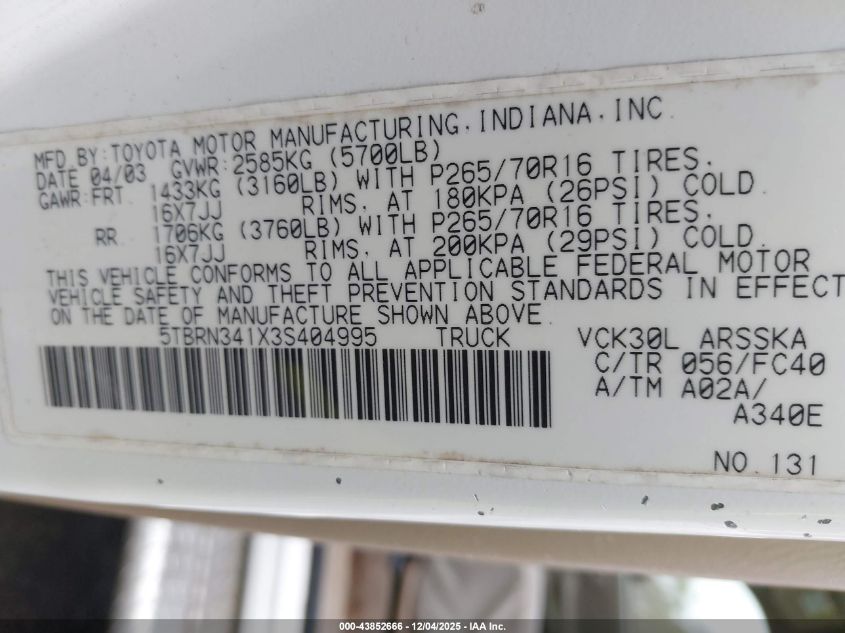 MFD.BY:TOYOTA MOTOR MANUFACTURING.INDIANA.INC.
DATE 04/03 GVWR:2585KG (5700LB)
GAWR:FRT. 1433KG (3160LB) WITH P265/70R16 TIRES.
16X7JJ RIMS. AT 180KPA (26PSI) COLD.
RR. 1706KG (3760LB) WITH P265/70R16 TIRES.
16X7JJ RIMS. AT 200KPA (29PSI) COLD.
THIS VEHICLE CONFORMS TO ALL APPLICABLE FEDERAL MOTOR
VEHICLE SAFETY AND THEFT PREVENTION STANDARDS IN EFFECT
ON THE DATE OF MANUFACTURE SHOWN ABOVE.
5TBRN341X3S404995 TRUCK VCK30L ARSSKA
C/TR 056/FC40
A/TM A02A/
A340E
NO.131
000-43852666 - 12/04/2025 - IAA Inc.